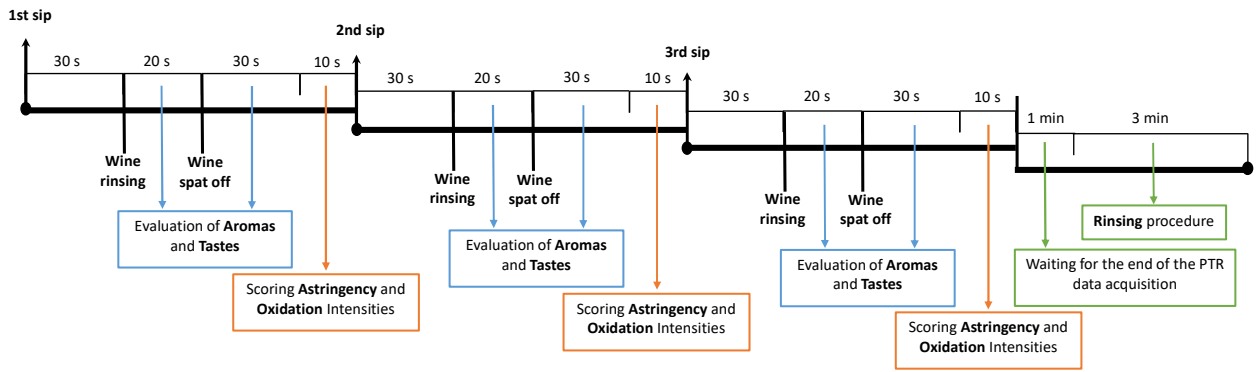 1st sip
30 s
20 s
30 s
10 s
Wine
rinsing
Wine
spat off
Evaluation of Aromas
and Tastes
Scoring Astringency and
Oxidation Intensities
2nd sip
30 s
20 s
30 s
10 s
Wine
rinsing
Wine
spat off
Evaluation of Aromas
and Tastes
Scoring Astringency and
Oxidation Intensities
3rd sip
30 s
20 s
30 s
10 s
Wine
rinsing
Wine
spat off
Evaluation of Aromas
and Tastes
Scoring Astringency and
Oxidation Intensities
1 min
3 min
Rinsing procedure
Waiting for the end of the PTR
data acquisition